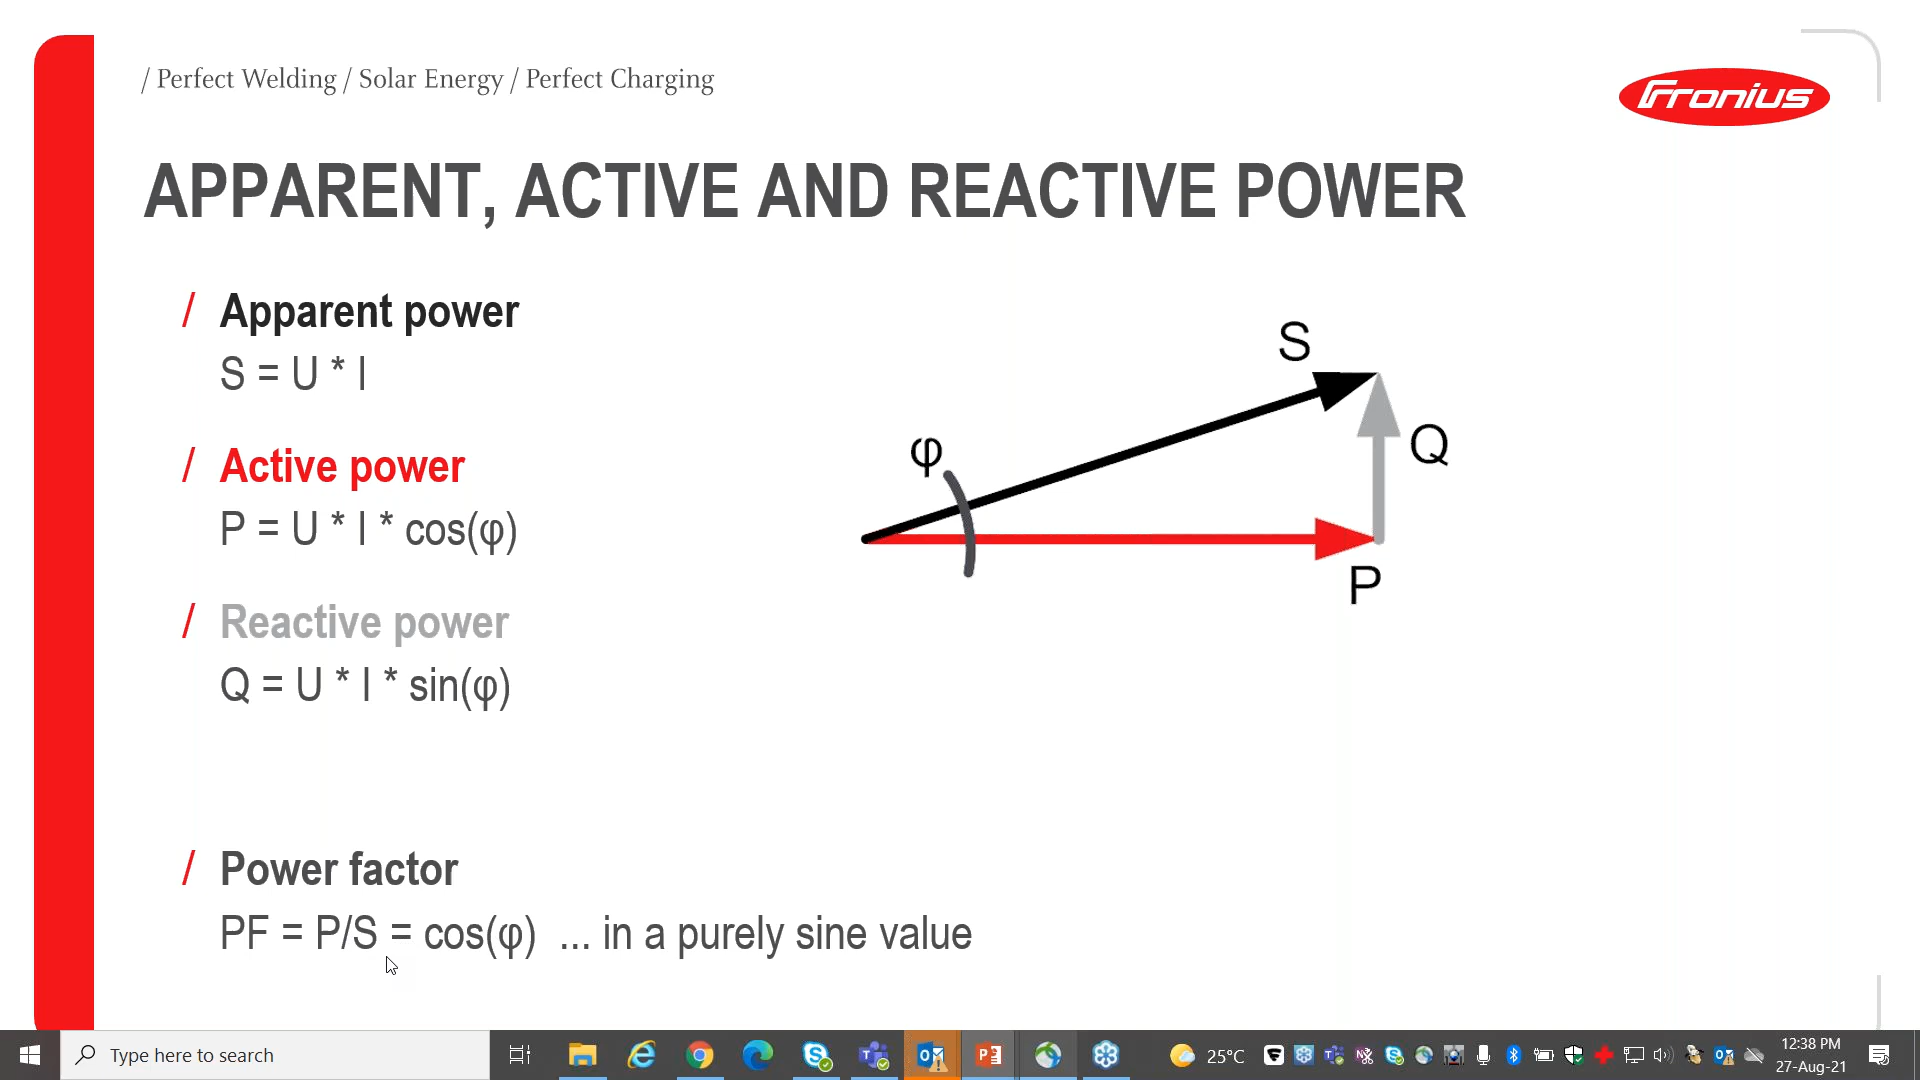 / Perfect Welding / Solar Energy / Perfect Charging
Fronius
APPARENT, ACTIVE AND REACTIVE POWER
/ Apparent power
S = U * I
/ Active power
P = U * I * cos(φ)
/ Reactive power
Q = U * I * sin(φ)
S
φ
Q
P
/ Power factor
PF = P/S = cos(φ) ... in a purely sine value
Type here to search
25°C
12:38 PM
27-Aug-21